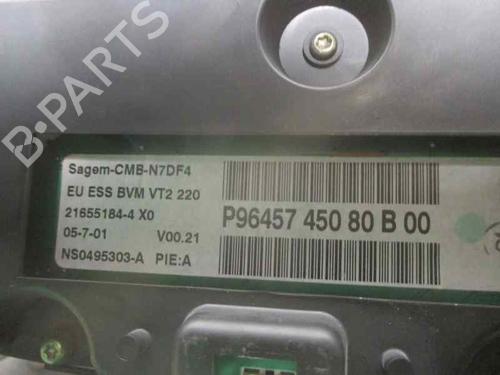 B-PARTS
Sagem-CMB-N7DF4
EU ESS BVM VT2 220
21655184-4 X0
05-7-01 V00.21
NS0495303-A PIE:A
P96457 450 80 B 00